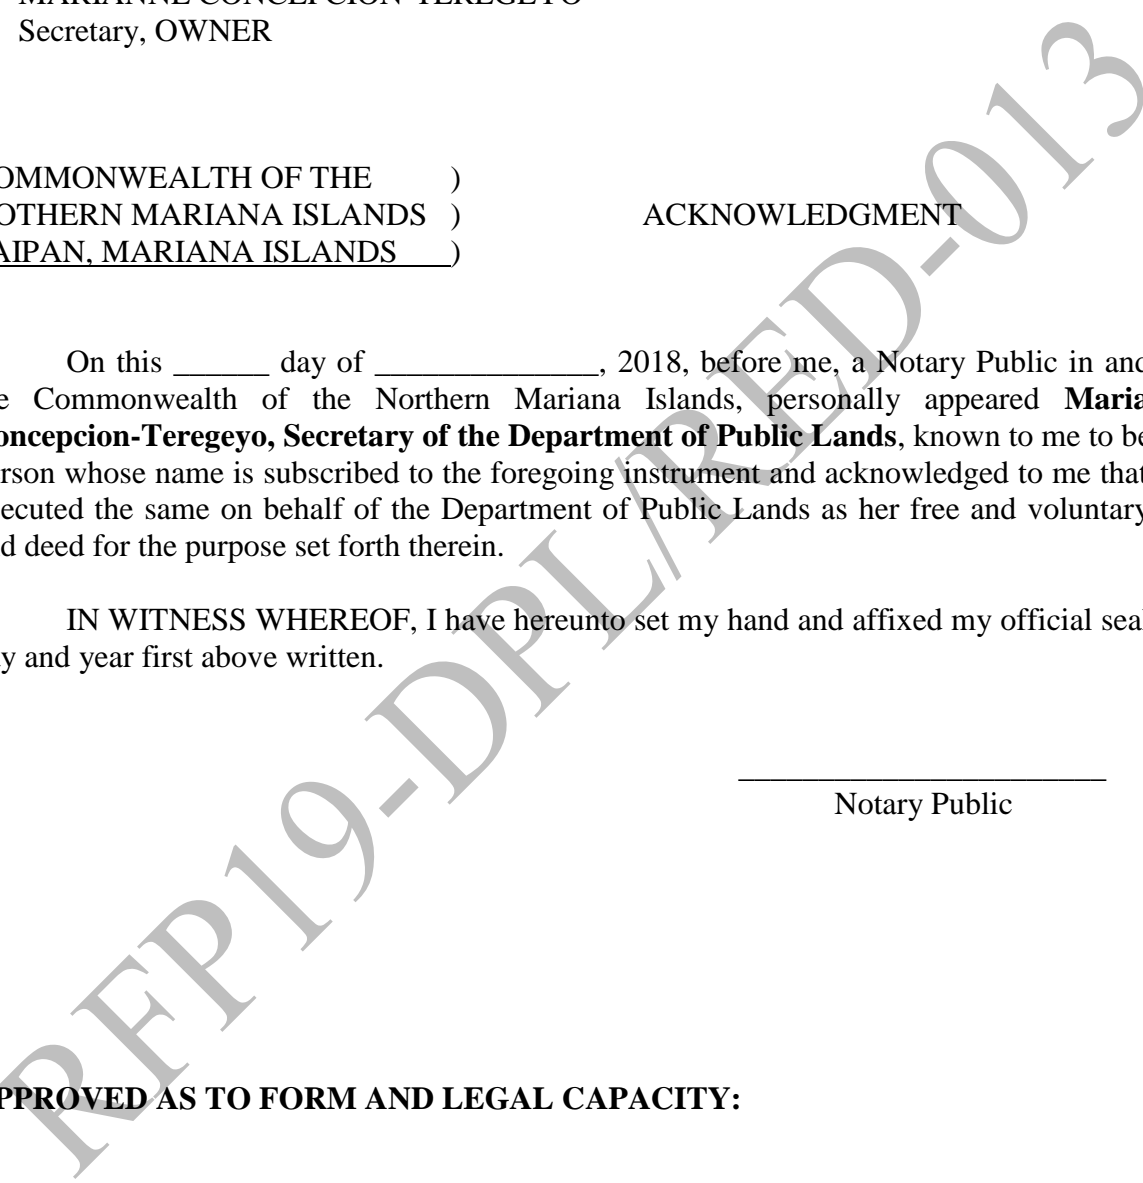 MARIANNE CONCEPCION-TEREGEYO
Secretary, OWNER
OMMONWEALTH OF THE )
OTHERN MARIANA ISLANDS ) ACKNOWLEDGMENT
AIPAN, MARIANA ISLANDS )
On this ______ day of ______________, 2018, before me, a Notary Public in and
e Commonwealth of the Northern Mariana Islands, personally appeared Maria
oncepcion-Teregeyo, Secretary of the Department of Public Lands, known to me to be
rson whose name is subscribed to the foregoing instrument and acknowledged to me that
ecuted the same on behalf of the Department of Public Lands as her free and voluntary
d deed for the purpose set forth therein.
IN WITNESS WHEREOF, I have hereunto set my hand and affixed my official seal
y and year first above written.
_______________________
Notary Public
PPROVED AS TO FORM AND LEGAL CAPACITY:
RFP19-DPL/RED-013